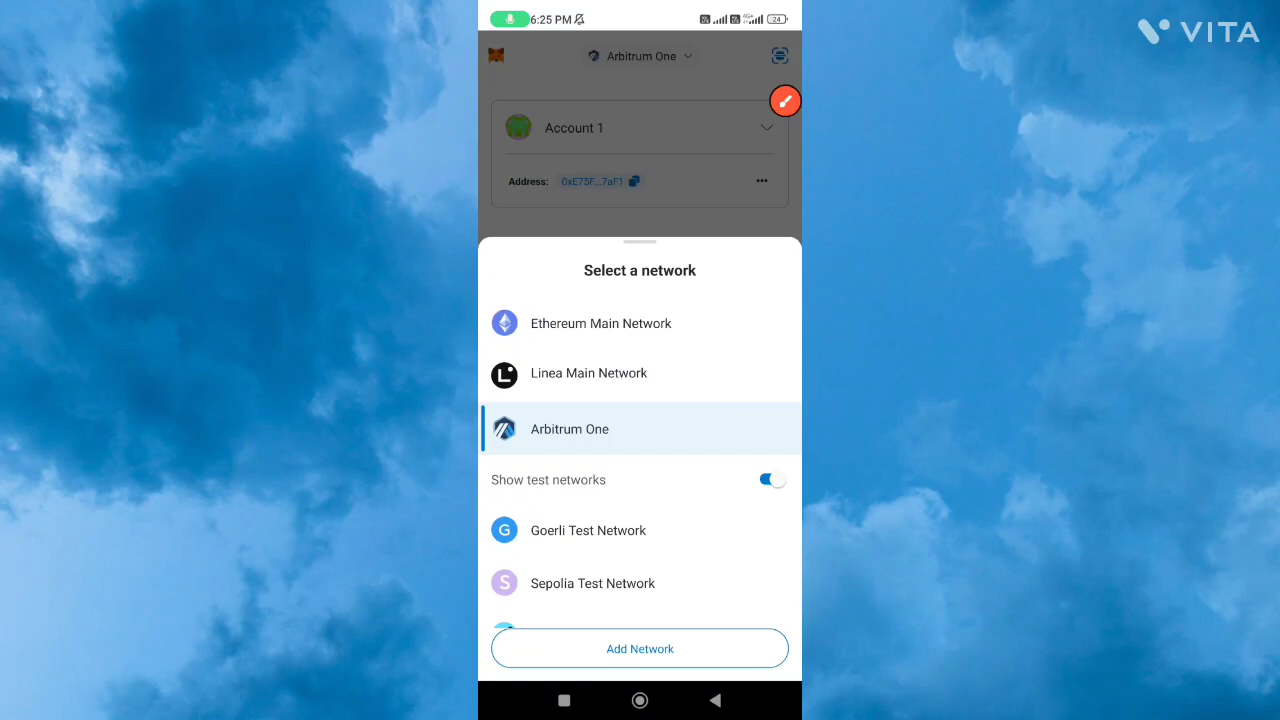 6:25 PM
24
VITA
Arbitrum One
Account 1
Address: 0xE75F...7aF1
Select a network
Ethereum Main Network
Linea Main Network
Arbitrum One
Show test networks
G Goerli Test Network
S Sepolia Test Network
Add Network